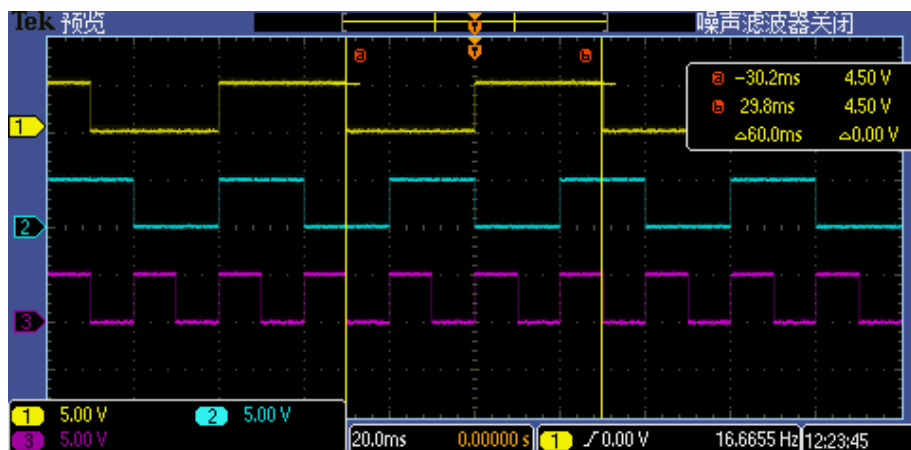 Tek 预览 噪声滤波器关闭
T
T
a b
a -30.2ms 4.50 V
b 29.8ms 4.50 V
△60.0ms △0.00 V
1
2
3
1 5.00 V 2 5.00 V
3 5.00 V
20.0ms 0.00000 s 1 ∫ 0.00 V 16.6655 Hz 12:23:45